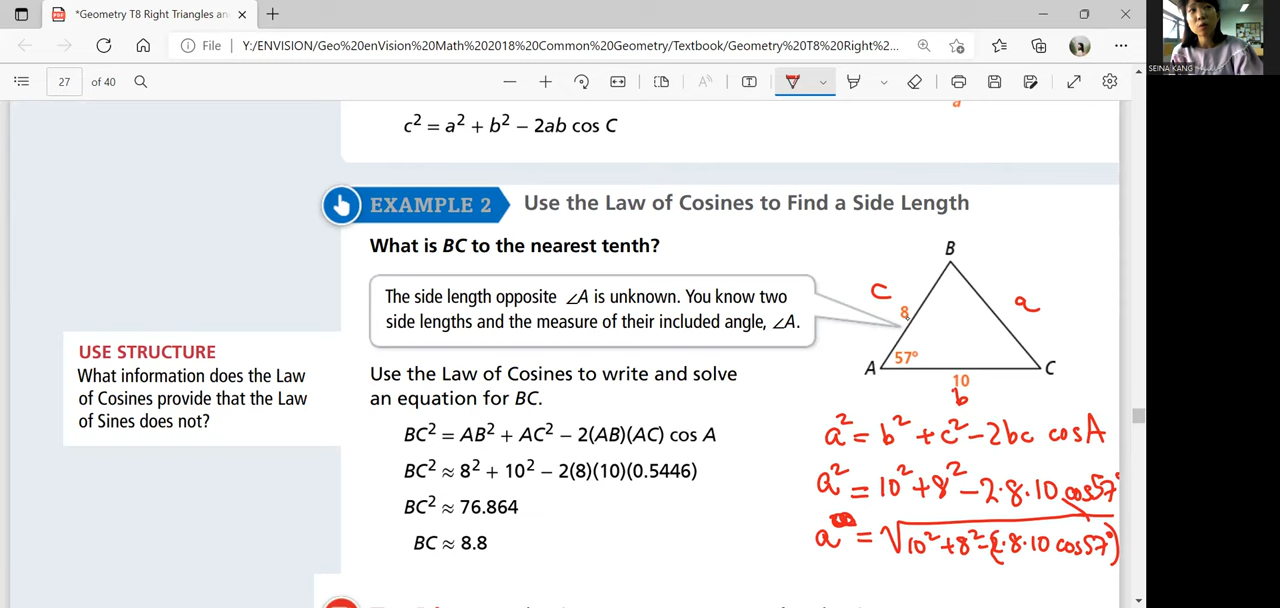 *Geometry T8 Right Triangles an
File
Y:/ENVISION/Geo%20enVision%20Math%202018%20Common%20Geometry/Textbook/Geometry%20T8%20Right%2...
SEINA KANG
27 of 40
a
c² = a² + b² − 2ab cos C
EXAMPLE 2 Use the Law of Cosines to Find a Side Length
What is BC to the nearest tenth?
The side length opposite ∠A is unknown. You know two
side lengths and the measure of their included angle, ∠A.
B
c
a
8
57°
A
C
10
b
USE STRUCTURE
What information does the Law
of Cosines provide that the Law
of Sines does not?
Use the Law of Cosines to write and solve
an equation for BC.
BC² = AB² + AC² − 2(AB)(AC) cos A
BC² ≈ 8² + 10² − 2(8)(10)(0.5446)
BC² ≈ 76.864
BC ≈ 8.8
a² = b² + c² − 2bc cosA
a² = 10² + 8² − 2·8·10 cos57°
a = √10² + 8² − (2·8·10 cos57°)